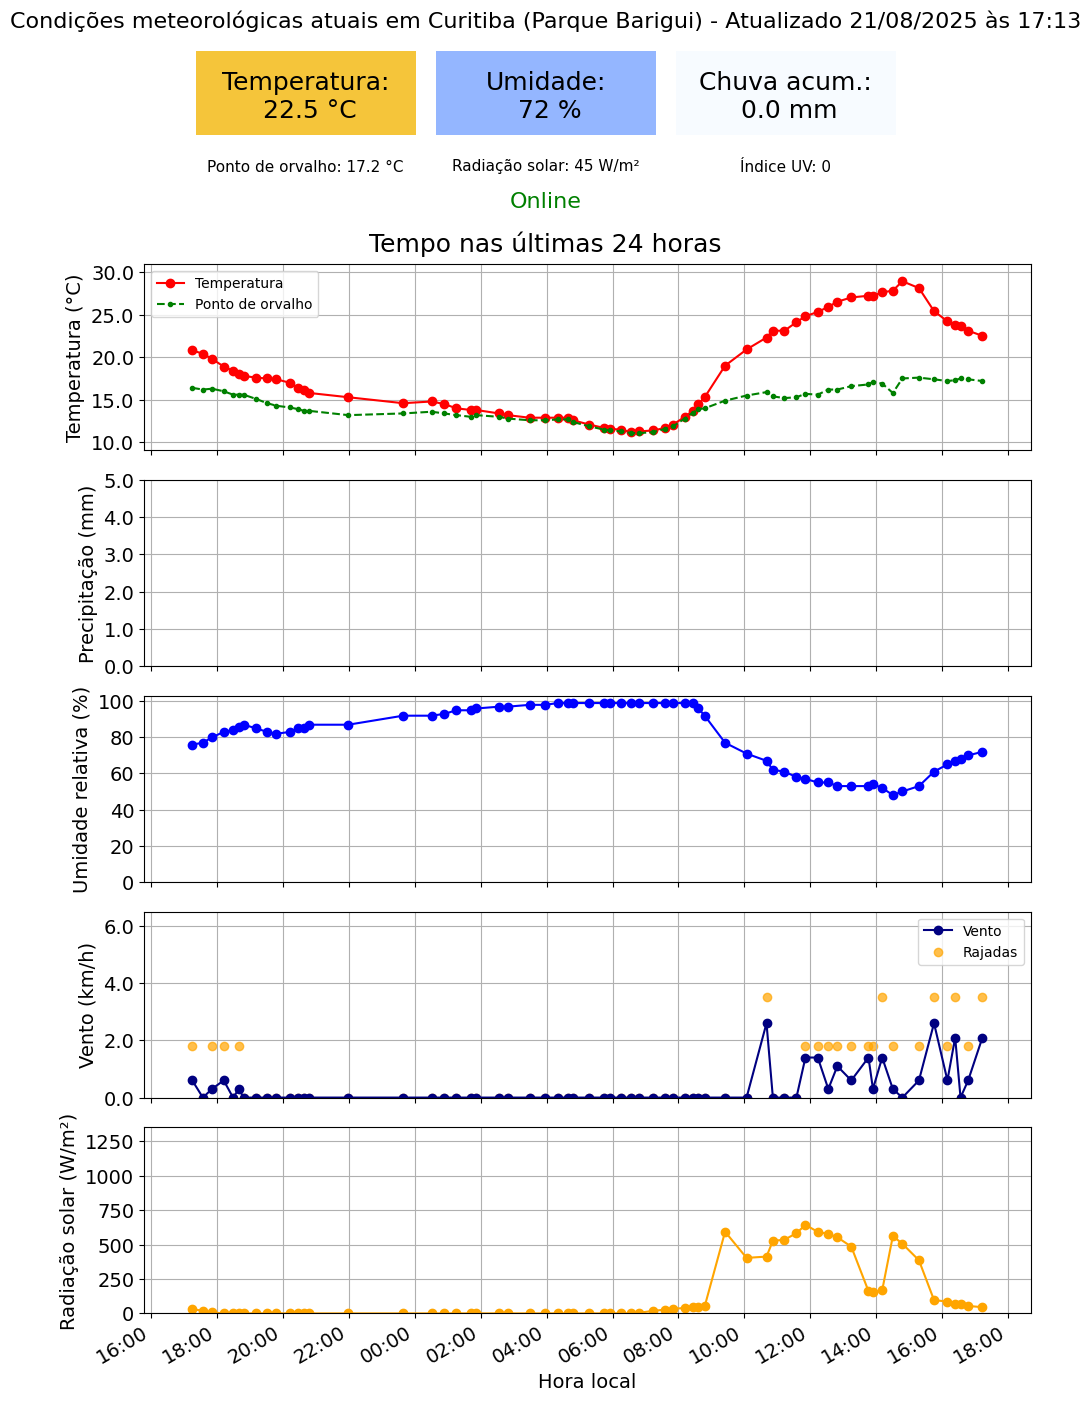 Condições meteorológicas atuais em Curitiba (Parque Barigui) - Atualizado 21/08/2025 às 17:13
Temperatura:
22.5 °C
Umidade:
72 %
Chuva acum.:
0.0 mm
Ponto de orvalho: 17.2 °C
Radiação solar: 45 W/m²
Índice UV: 0
Online
Tempo nas últimas 24 horas
Temperatura (°C)
30.0
25.0
20.0
15.0
10.0
Temperatura
Ponto de orvalho
Precipitação (mm)
5.0
4.0
3.0
2.0
1.0
0.0
Umidade relativa (%)
100
80
60
40
20
0
Vento (km/h)
6.0
4.0
2.0
0.0
Vento
Rajadas
Radiação solar (W/m²)
1250
1000
750
500
250
0
16:00
18:00
20:00
22:00
00:00
02:00
04:00
06:00
08:00
10:00
12:00
14:00
16:00
18:00
Hora local